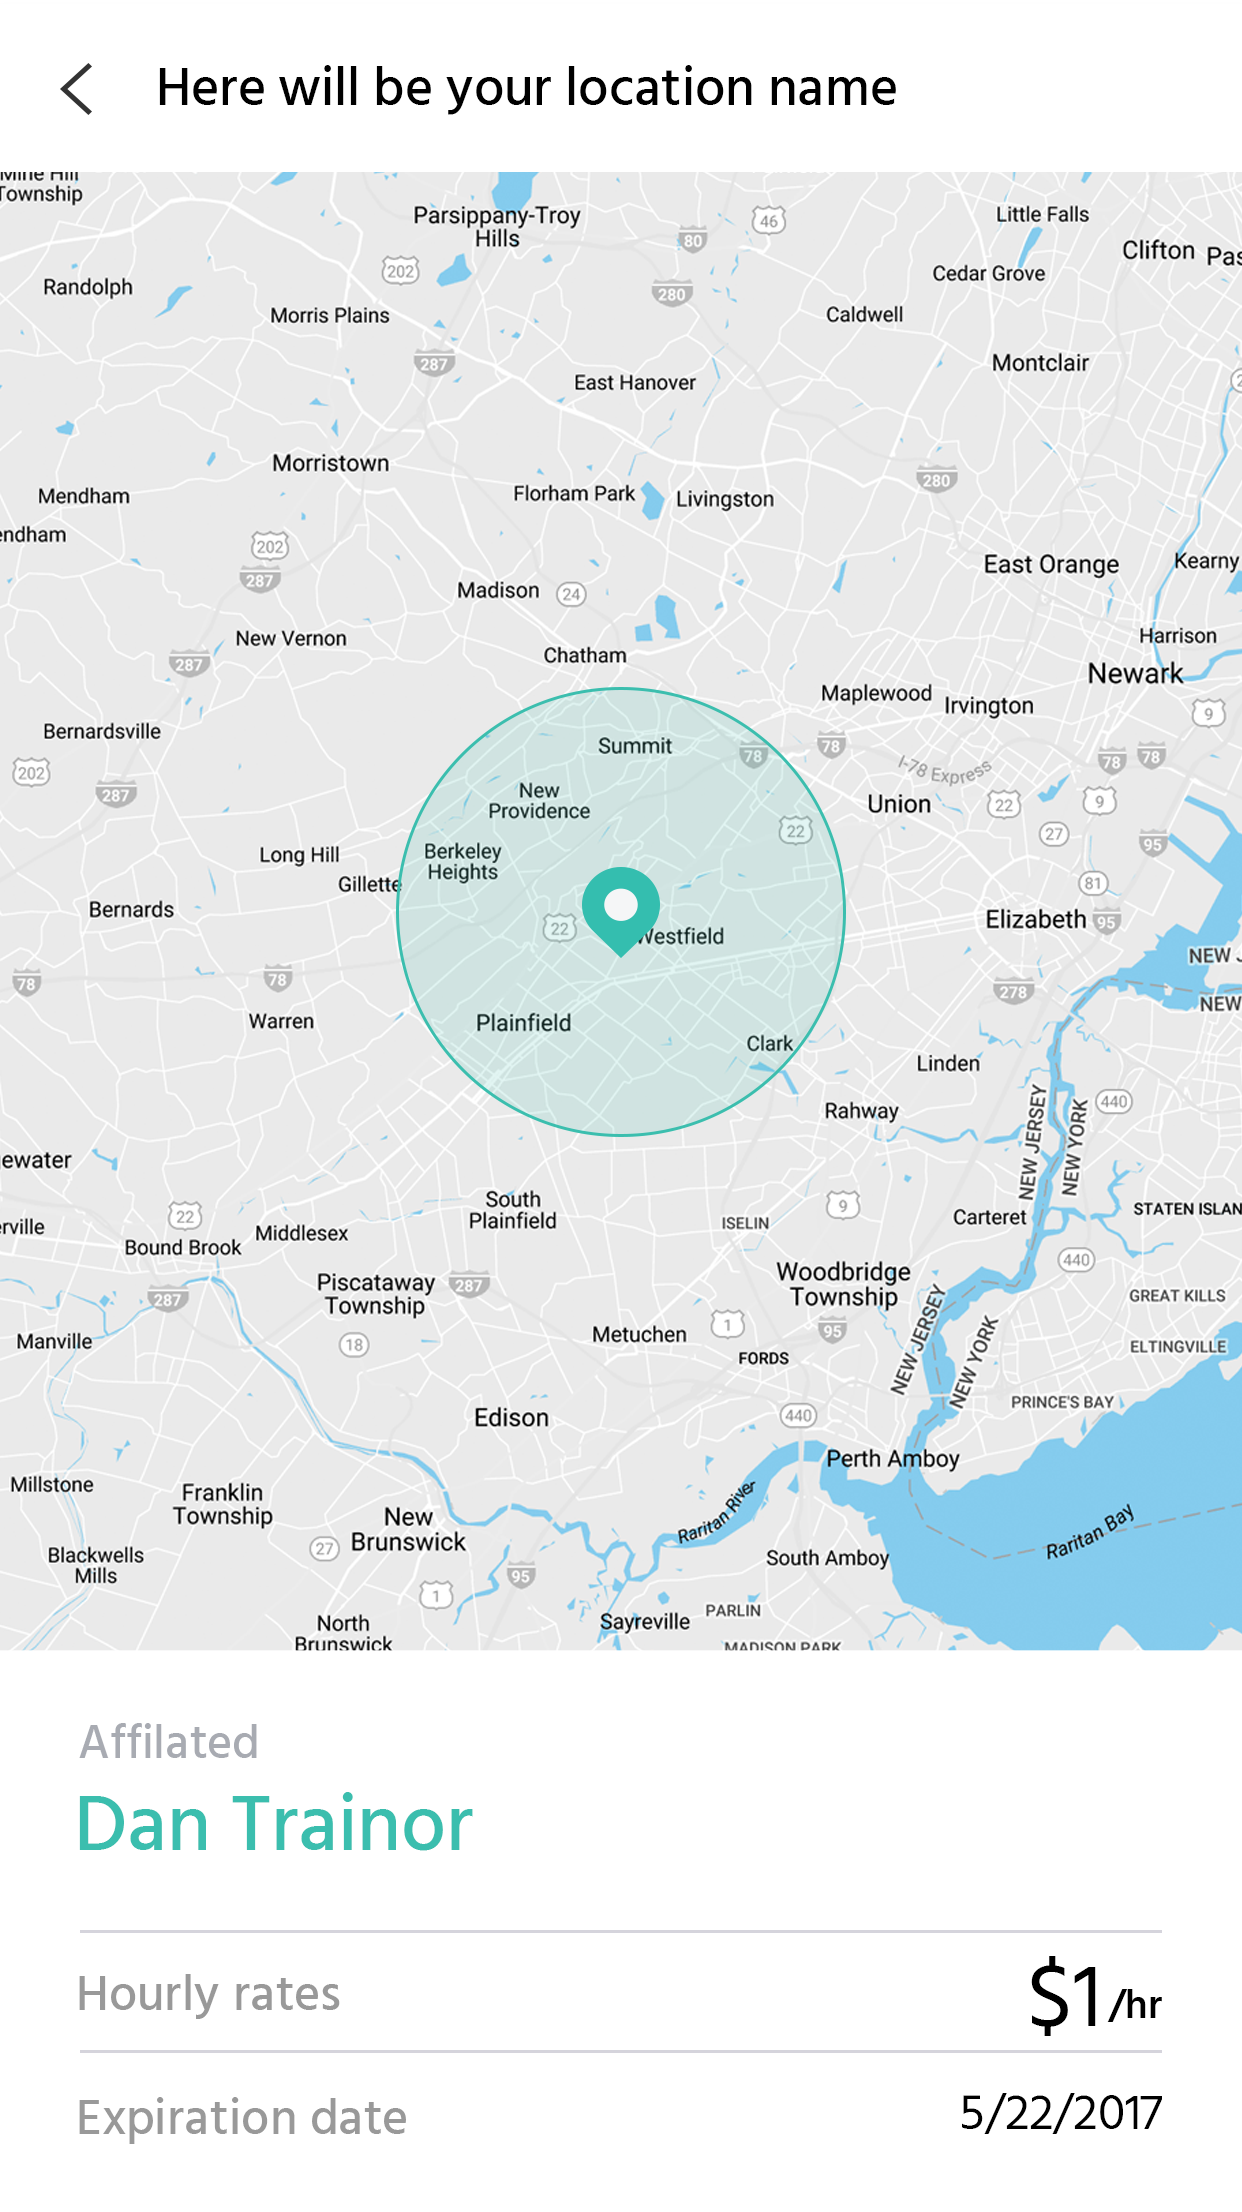 Here will be your location name
Mine Hill
Township
Parsippany-Troy
Hills
46
Little Falls
80
Clifton
202
Cedar Grove
Randolph
280
Morris Plains
Caldwell
287
Montclair
East Hanover
Morristown
280
Mendham
Florham Park
Livingston
endham
202
East Orange
Kearny
287
Madison
24
New Vernon
Harrison
Chatham
287
Newark
Maplewood
Irvington
9
Bernardsville
Summit
78
78
78
78
202
I-78 Express
287
New
Providence
Union
22
9
22
27
95
Berkeley
Heights
Long Hill
Gillette
81
Bernards
Elizabeth
95
22
Westfield
NEW J
78
78
278
NEW
Warren
Plainfield
Clark
Linden
NEW JERSEY
NEW YORK
440
Rahway
ewater
South
Plainfield
9
STATEN ISLAN
22
Carteret
rville
Middlesex
ISELIN
Bound Brook
440
Woodbridge
Township
Piscataway
Township
287
287
GREAT KILLS
NEW JERSEY
NEW YORK
Manville
18
Metuchen
1
95
ELTINGVILLE
FORDS
PRINCE'S BAY
Edison
440
Perth Amboy
Millstone
Franklin
Township
Raritan River
New
Brunswick
Raritan Bay
27
Blackwells
Mills
South Amboy
95
1
North
Brunswick
Sayreville
PARLIN
MADISON PARK
Affilated
Dan Trainor
Hourly rates
$1/hr
Expiration date
5/22/2017